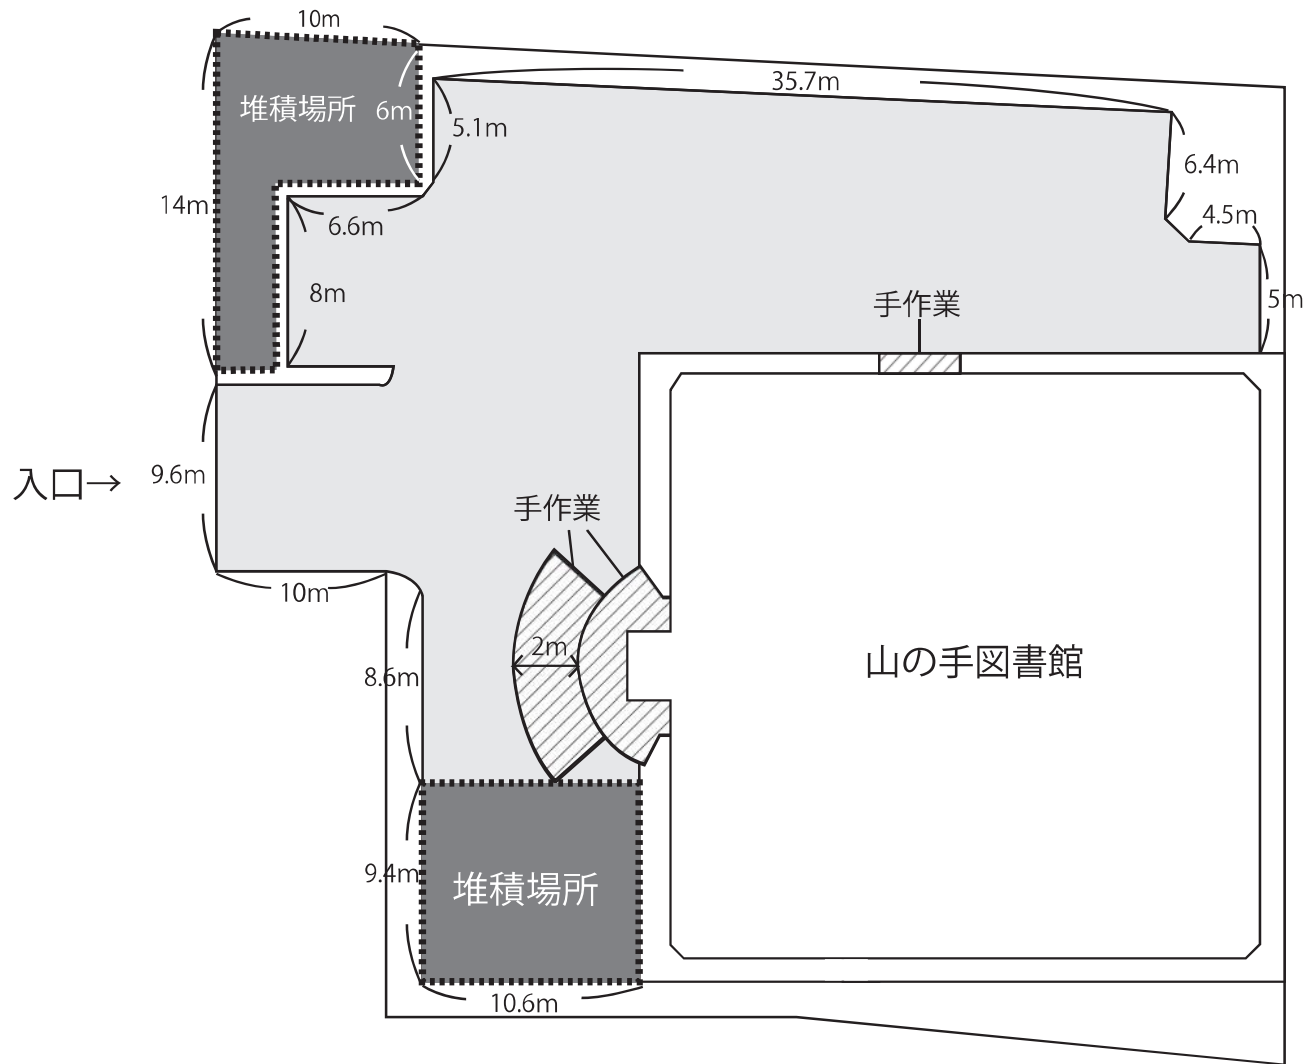 10m
35.7m
堆積場所
6m
5.1m
6.4m
14m
4.5m
6.6m
8m
手作業
5m
入口→
9.6m
手作業
10m
2m
8.6m
山の手図書館
9.4m
堆積場所
10.6m